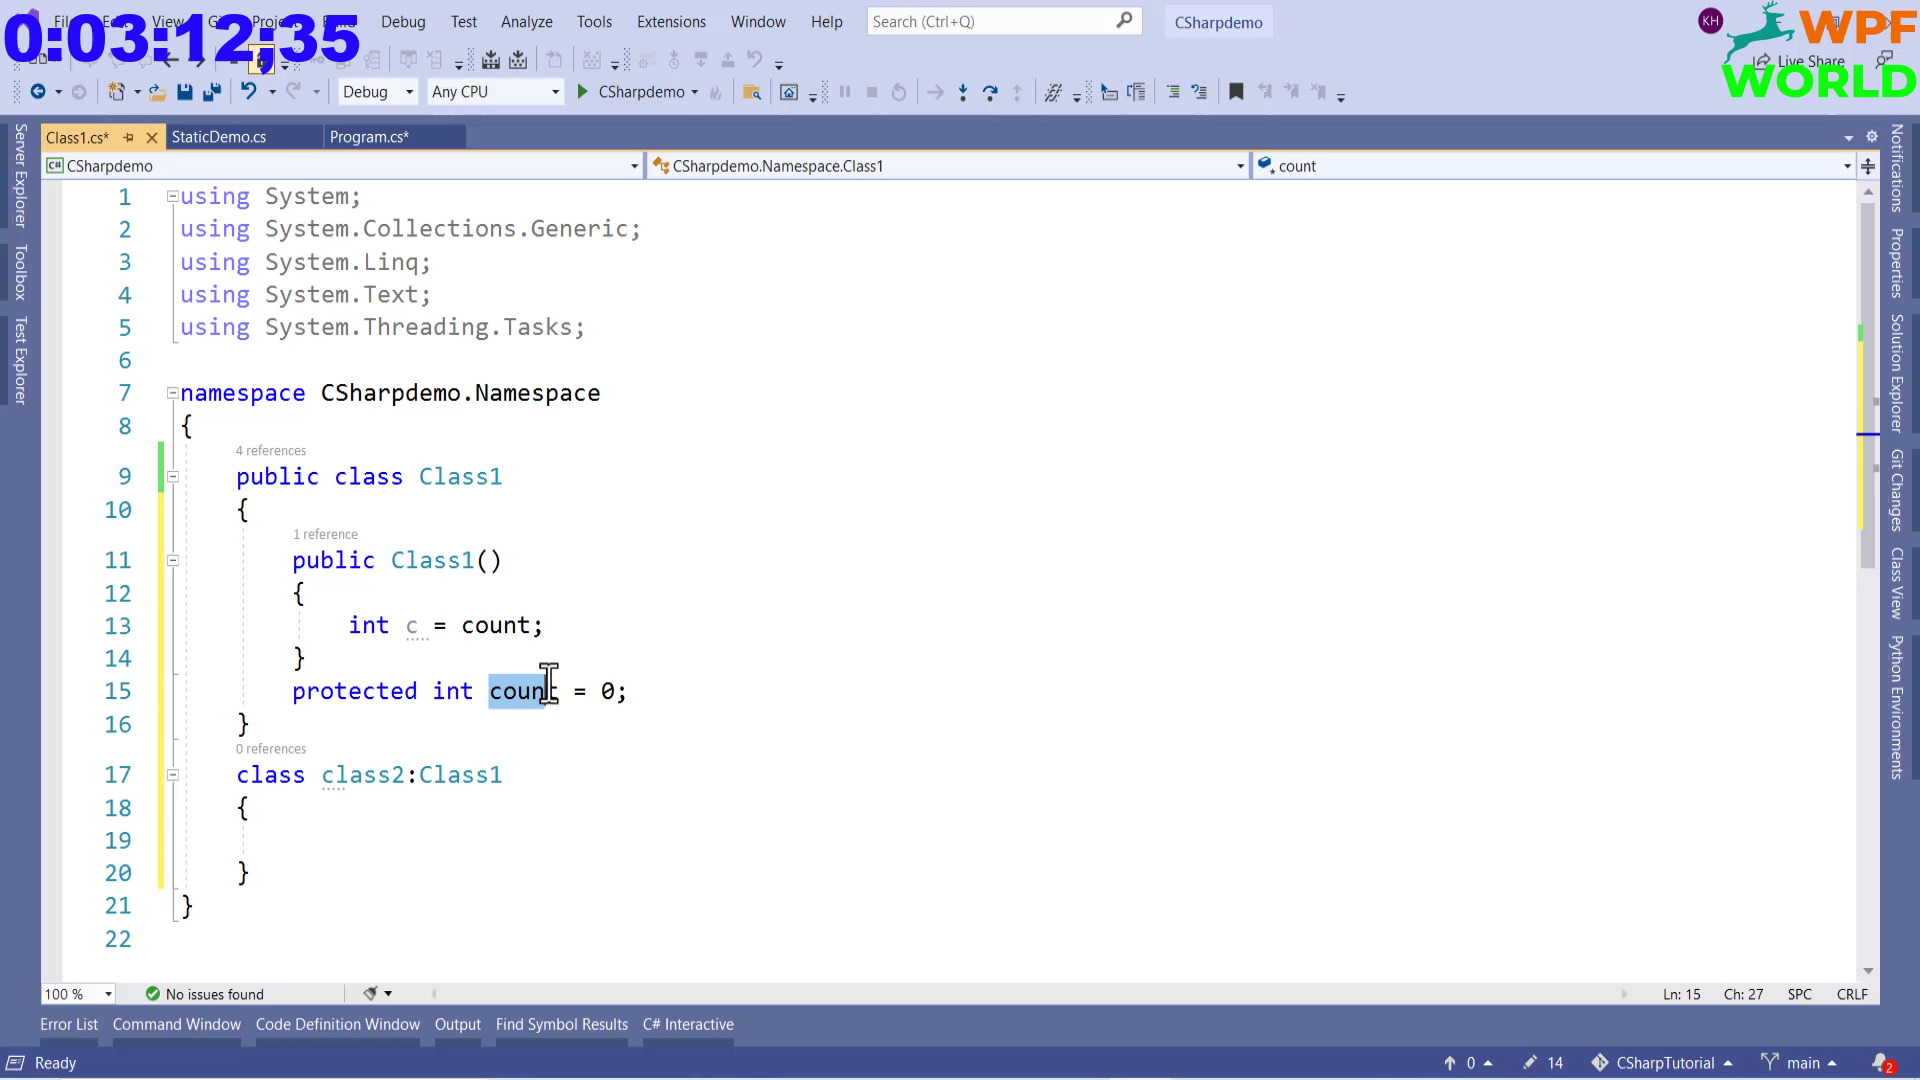 0:03:12;35
View
Debug
Test
Analyze
Tools
Extensions
Window
Help
Search (Ctrl+Q)
CSharpdemo
KH
WPF
WORLD
Live Share
Debug
Any CPU
CSharpdemo
Class1.cs*
StaticDemo.cs
Program.cs*
C# CSharpdemo
CSharpdemo.Namespace.Class1
count
Server Explorer
Toolbox
Test Explorer
1 using System;
2 using System.Collections.Generic;
3 using System.Linq;
4 using System.Text;
5 using System.Threading.Tasks;
6
7 namespace CSharpdemo.Namespace
8 {
4 references
9 public class Class1
10 {
1 reference
11 public Class1()
12 {
13 int c = count;
14 }
15 protected int count = 0;
16 }
0 references
17 class class2:Class1
18 {
19
20 }
21 }
22
Notifications
Properties
Solution Explorer
Git Changes
Class View
Python Environments
100 %
No issues found
Ln: 15
Ch: 27
SPC
CRLF
Error List
Command Window
Code Definition Window
Output
Find Symbol Results
C# Interactive
Ready
0
14
CSharpTutorial
main
2